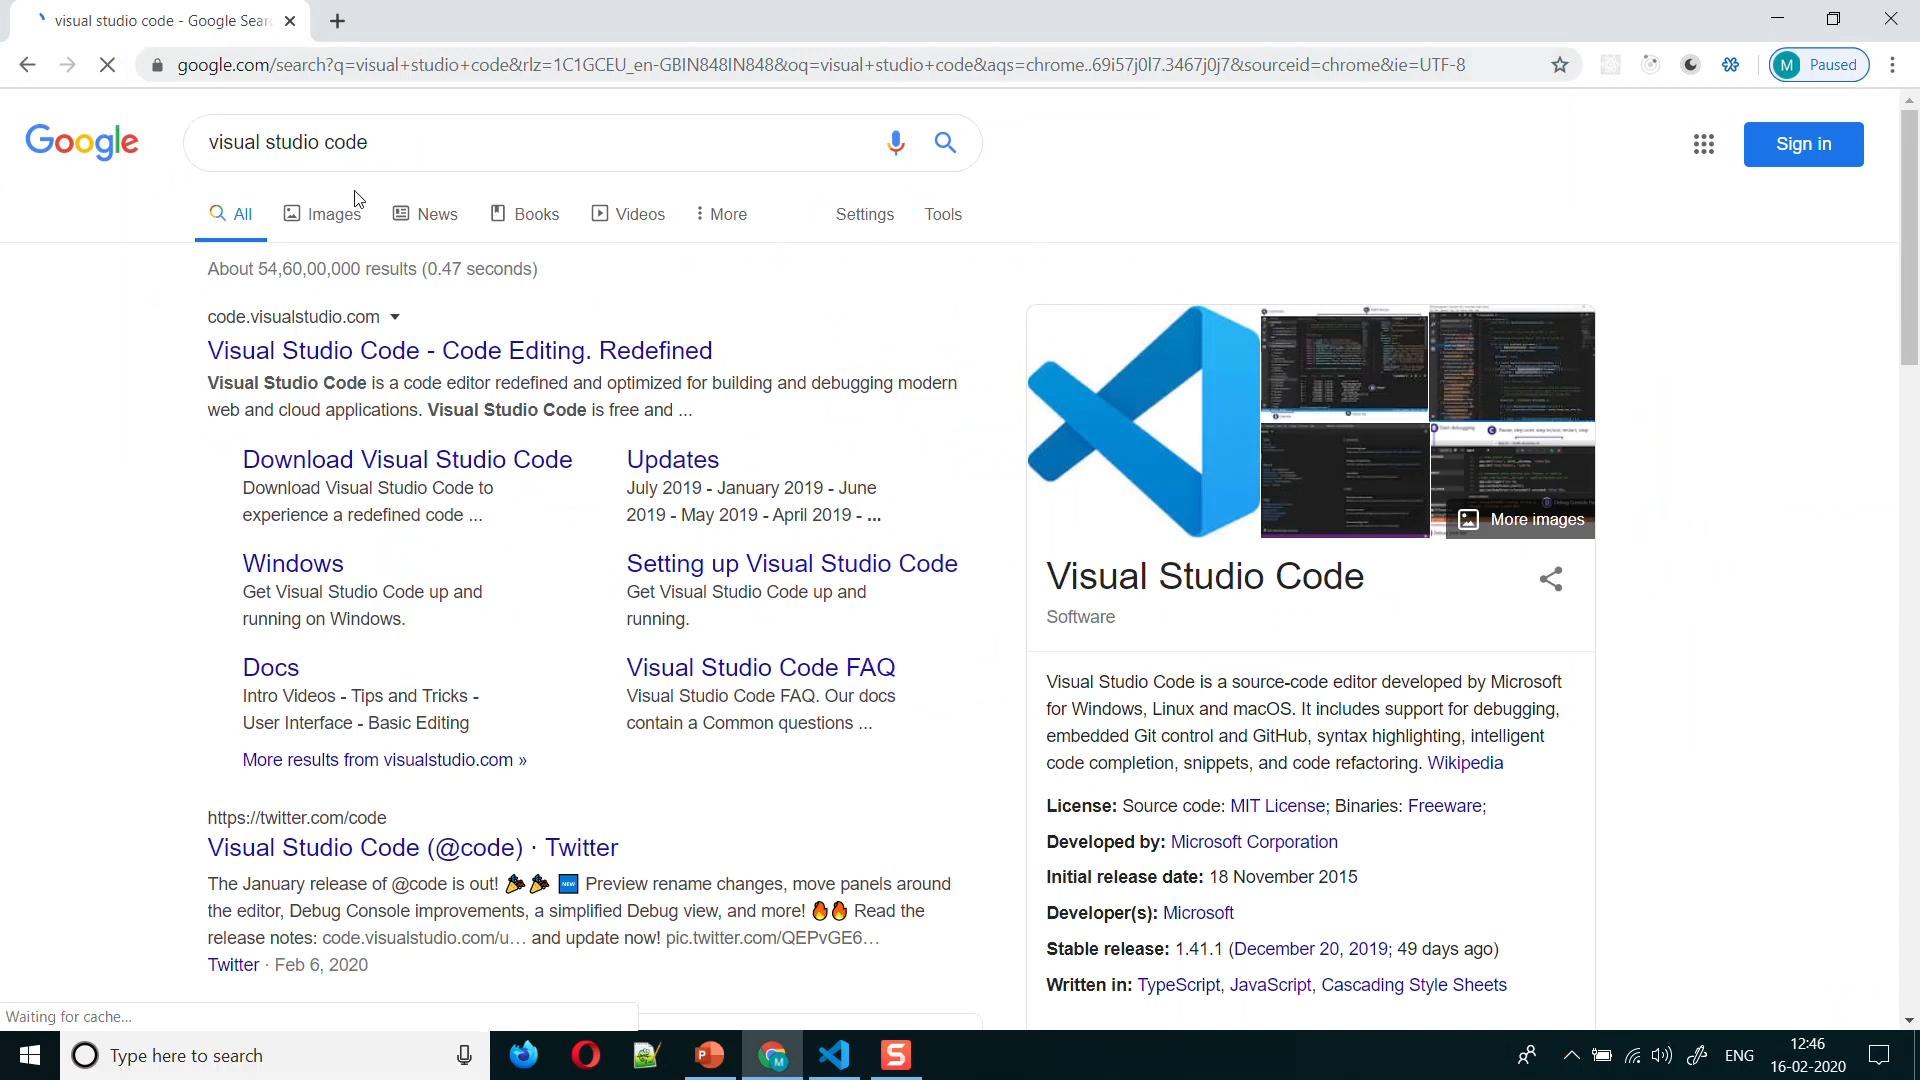 visual studio code - Google Sear
google.com/search?q=visual+studio+code&rlz=1C1GCEU_en-GBIN848IN848&oq=visual+studio+code&aqs=chrome..69i57j0l7.3467j0j7&sourceid=chrome&ie=UTF-8
M Paused
Google
visual studio code
Sign in
All Images News Books Videos More Settings Tools
About 54,60,00,000 results (0.47 seconds)
code.visualstudio.com
Visual Studio Code - Code Editing. Redefined
Visual Studio Code is a code editor redefined and optimized for building and debugging modern
web and cloud applications. Visual Studio Code is free and ...
Download Visual Studio Code
Download Visual Studio Code to
experience a redefined code ...
Updates
July 2019 - January 2019 - June
2019 - May 2019 - April 2019 - ...
Windows
Get Visual Studio Code up and
running on Windows.
Setting up Visual Studio Code
Get Visual Studio Code up and
running.
Docs
Intro Videos - Tips and Tricks -
User Interface - Basic Editing
Visual Studio Code FAQ
Visual Studio Code FAQ. Our docs
contain a Common questions ...
More results from visualstudio.com »
https://twitter.com/code
Visual Studio Code (@code) · Twitter
The January release of @code is out! 🎉🎉 🆕 Preview rename changes, move panels around
the editor, Debug Console improvements, a simplified Debug view, and more! 🔥🔥 Read the
release notes: code.visualstudio.com/u... and update now! pic.twitter.com/QEPvGE6...
Twitter · Feb 6, 2020
More images
Visual Studio Code
Software
Visual Studio Code is a source-code editor developed by Microsoft
for Windows, Linux and macOS. It includes support for debugging,
embedded Git control and GitHub, syntax highlighting, intelligent
code completion, snippets, and code refactoring. Wikipedia
License: Source code: MIT License; Binaries: Freeware;
Developed by: Microsoft Corporation
Initial release date: 18 November 2015
Developer(s): Microsoft
Stable release: 1.41.1 (December 20, 2019; 49 days ago)
Written in: TypeScript, JavaScript, Cascading Style Sheets
Waiting for cache...
Type here to search
ENG
12:46
16-02-2020